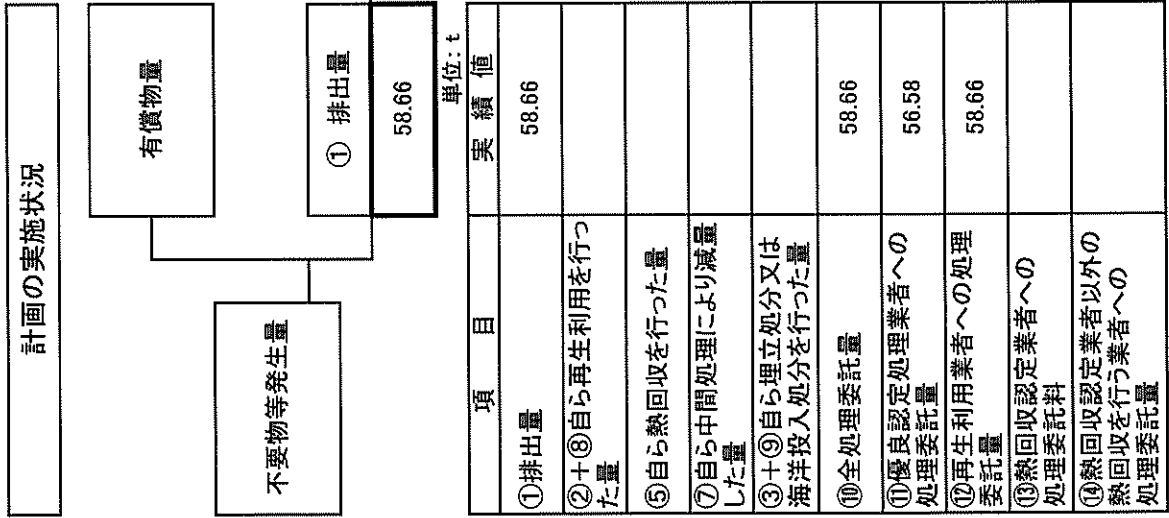 計画の実施状況
不要物等発生量
有償物量
① 排出量
58.66
単位:t
項 目
実 績 値
①排出量
58.66
②+⑧自ら再生利用を行っ
た量
⑤自ら熱回収を行った量
⑦自ら中間処理により減量
した量
③+⑨自ら埋立処分又は
海洋投入処分を行った量
⑩全処理委託量
58.66
⑪優良認定処理業者への
処理委託量
56.58
⑫再生利用業者への処理
委託量
58.66
⑬熱回収認定業者への
処理委託料
⑭熱回収認定業者以外の
熱回収を行う業者への
処理委託量